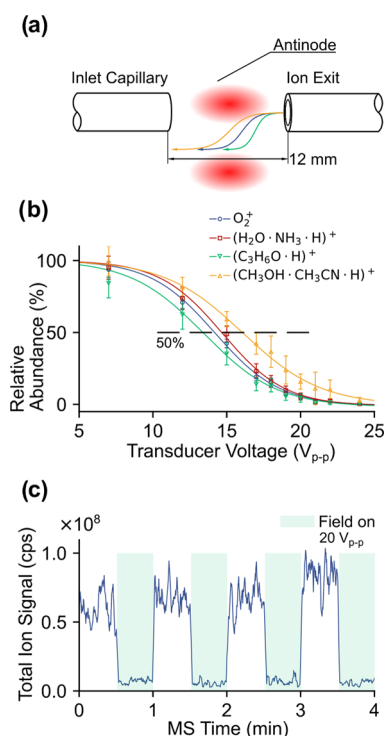 (a)
Antinode
Inlet Capillary
Ion Exit
12 mm
(b)
O₂⁺
(H₂O · NH₃ · H)⁺
(C₃H₆O · H)⁺
(CH₃OH · CH₃CN · H)⁺
Relative
Abundance (%)
100
50
0
50%
5 10 15 20 25
Transducer Voltage (Vₚ₋ₚ)
(c)
×10⁸
Field on
20 Vₚ₋ₚ
Total Ion Signal (cps)
1.0
0.5
0.0
0 1 2 3 4
MS Time (min)